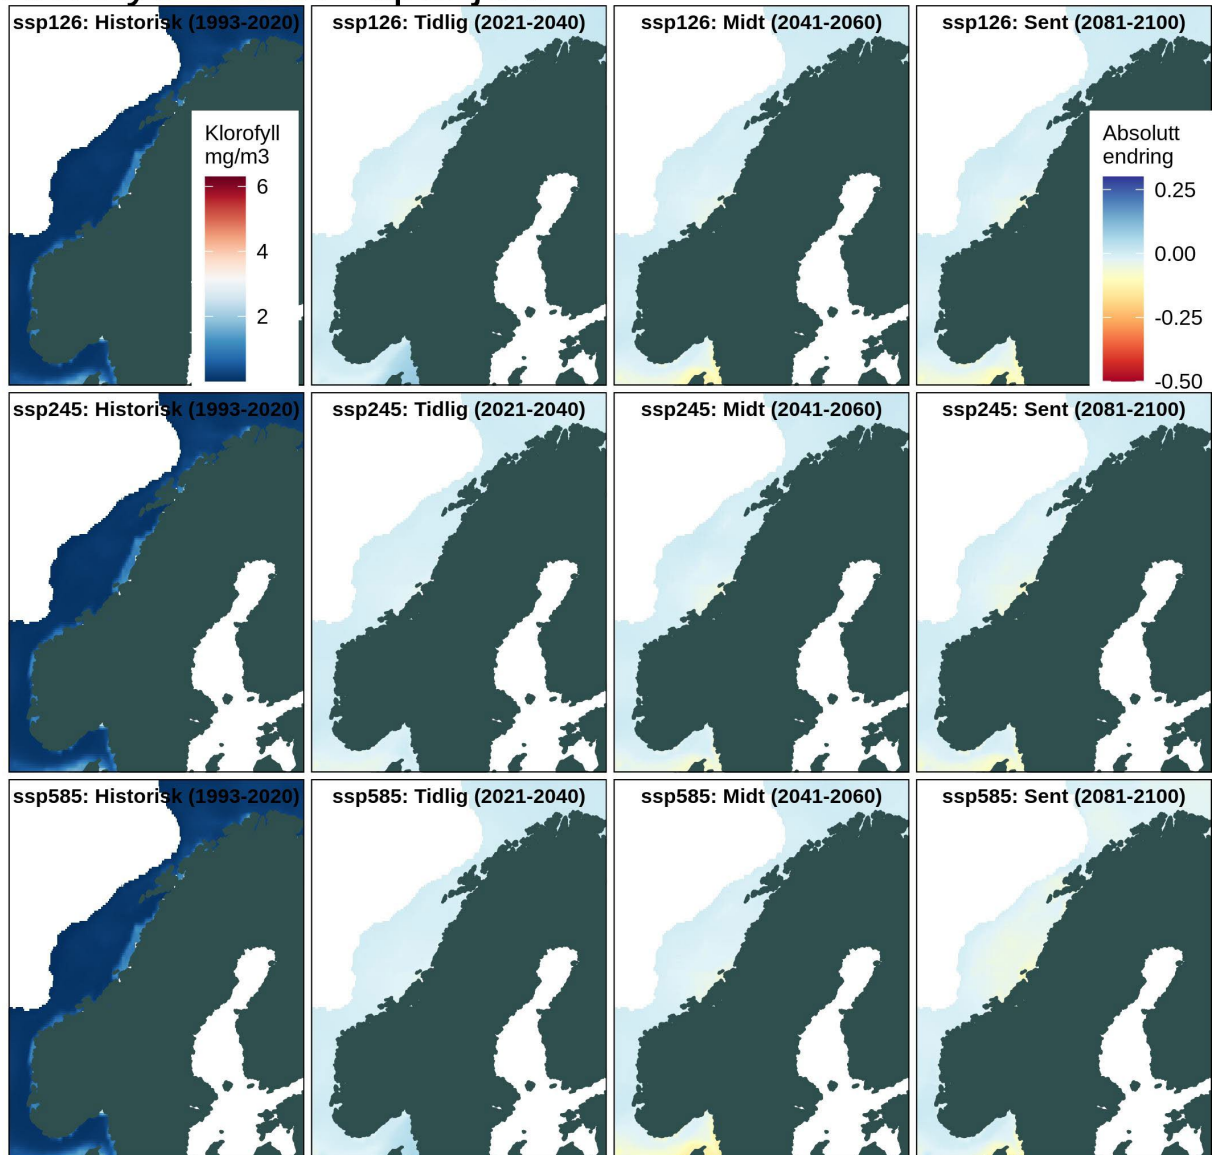 ssp126: Historisk (1993-2020)
ssp126: Tidlig (2021-2040)
ssp126: Midt (2041-2060)
ssp126: Sent (2081-2100)
Klorofyll
mg/m3
6
4
2
Absolutt
endring
0.25
0.00
-0.25
-0.50
ssp245: Historisk (1993-2020)
ssp245: Tidlig (2021-2040)
ssp245: Midt (2041-2060)
ssp245: Sent (2081-2100)
ssp585: Historisk (1993-2020)
ssp585: Tidlig (2021-2040)
ssp585: Midt (2041-2060)
ssp585: Sent (2081-2100)